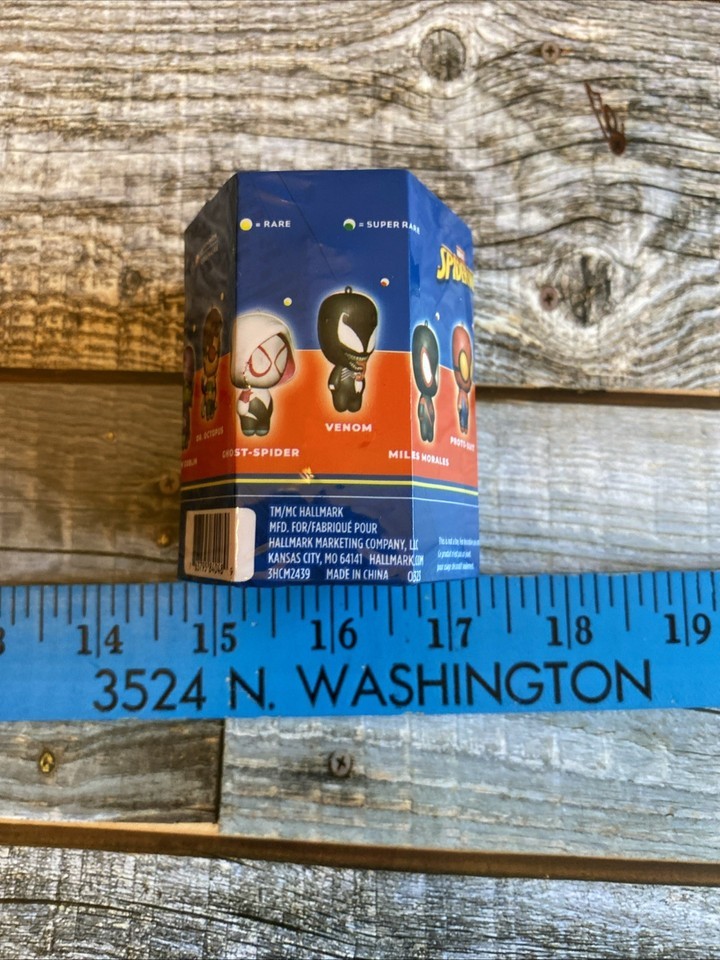 = RARE
= SUPER RARE
VENOM
GHOST-SPIDER
MILES MORALES
DR. OCTOPUS
TM/MC HALLMARK
MFD. FOR/FABRIQUÉ POUR
HALLMARK MARKETING COMPANY, LLC
KANSAS CITY, MO 64141 HALLMARK.COM
3HCM2439 MADE IN CHINA 0323
14 15 16 17 18 19
3524 N. WASHINGTON